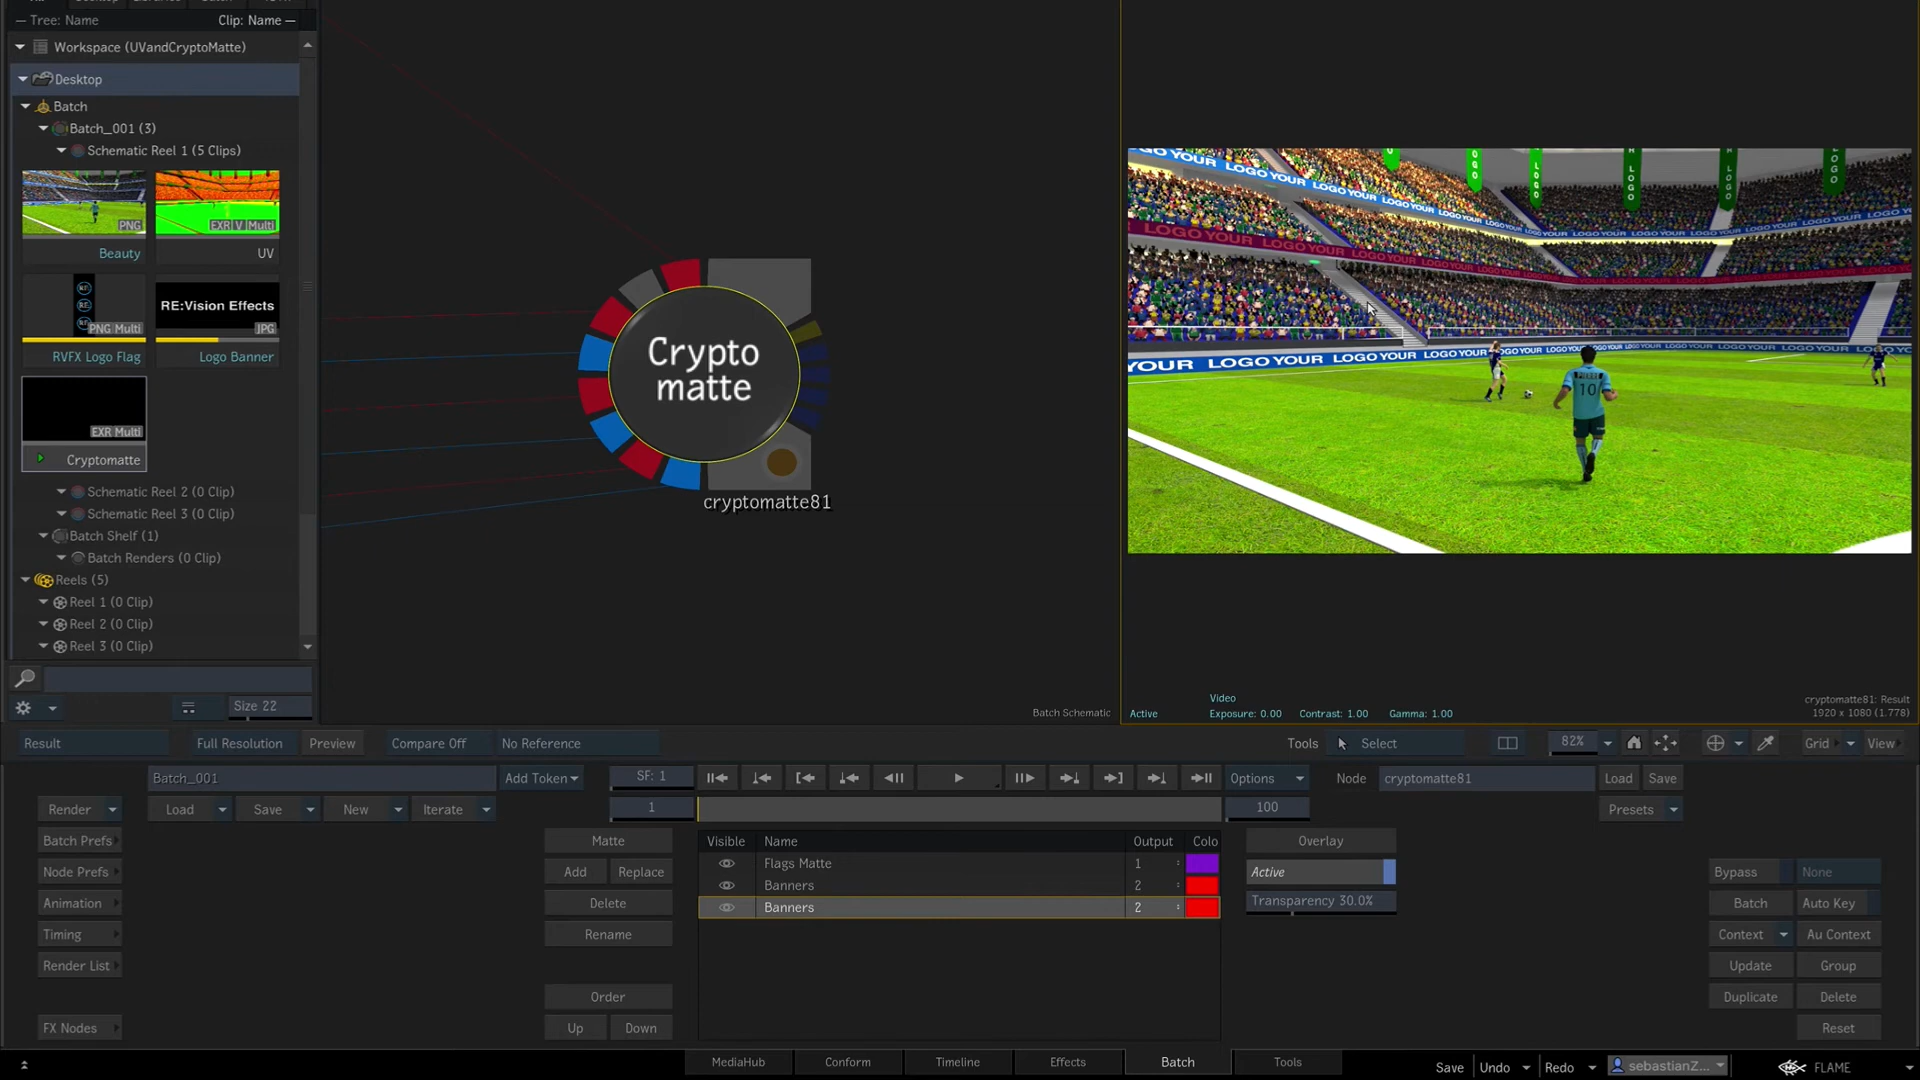 Tree: Name
Clip: Name
Workspace (UVandCryptoMatte)
Desktop
Batch
Batch_001 (3)
Schematic Reel 1 (5 Clips)
PNG
EXR|V |Multi
Beauty
UV
PNG Multi
RE:Vision Effects
JPG
RVFX Logo Flag
Logo Banner
EXR Multi
Cryptomatte
Schematic Reel 2 (0 Clip)
Schematic Reel 3 (0 Clip)
Batch Shelf (1)
Batch Renders (0 Clip)
Reels (5)
Reel 1 (0 Clip)
Reel 2 (0 Clip)
Reel 3 (0 Clip)
Size 22
Crypto
matte
cryptomatte81
Batch Schematic
YOUR LOGO YOUR LOGO YOUR LOGO YOUR
LOGO YOUR LOGO YOUR LOGO YOUR
YOUR LOGO YOUR LOGO YOUR LOGO YOUR
PIERRE
10
Active
Video
Exposure: 0.00
Contrast: 1.00
Gamma: 1.00
cryptomatte81: Result
1920 x 1080 (1.778)
Result
Full Resolution
Preview
Compare Off
No Reference
Tools
Select
82%
Grid
View
Batch_001
Add Token
SF: 1
Options
Node
cryptomatte81
Load
Save
Render
Load
Save
New
Iterate
1
100
Presets
Batch Prefs
Matte
Visible
Name
Output
Colo
Overlay
Node Prefs
Add
Replace
Flags Matte
1
Active
Bypass
None
Animation
Delete
Banners
2
Transparency 30.0%
Batch
Auto Key
Timing
Rename
Banners
2
Context
Au Context
Render List
Update
Group
Order
Duplicate
Delete
FX Nodes
Up
Down
Reset
MediaHub
Conform
Timeline
Effects
Batch
Tools
Save
Undo
Redo
sebastianZ...
FLAME